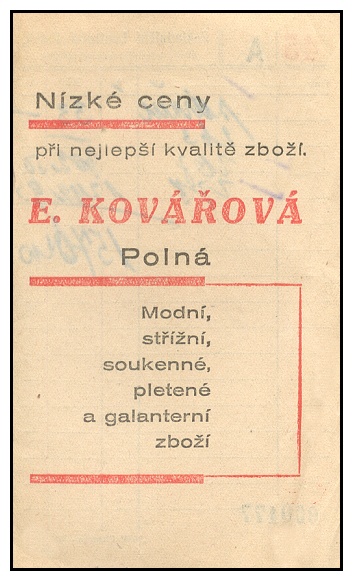 Nízké ceny
při nejlepší kvalitě zboží.
E. KOVÁŘOVÁ
Polná
Modní,
střižní,
soukenné,
pletené
a galanterní
zboží